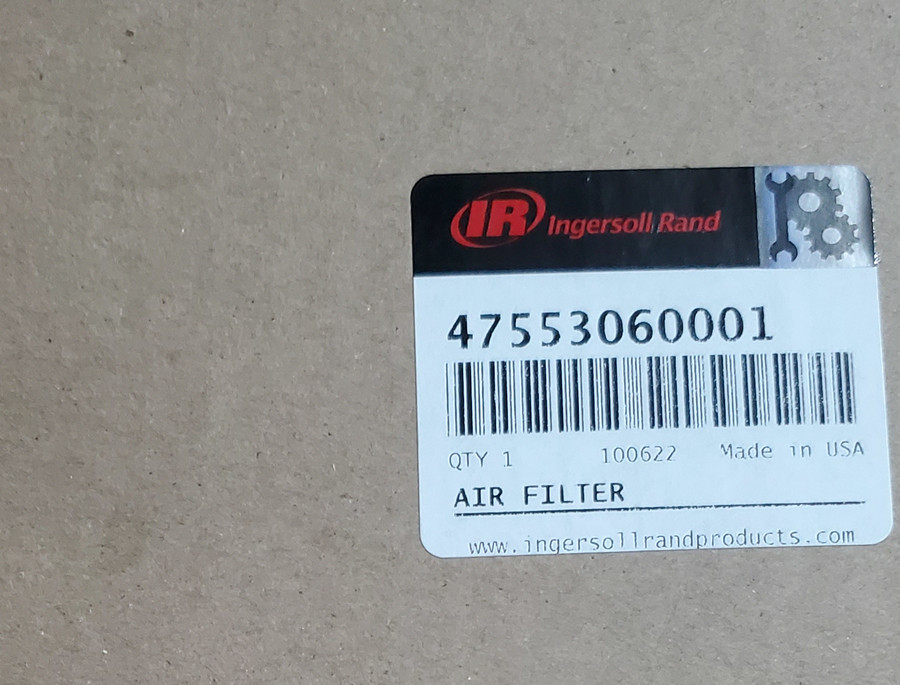 IR Ingersoll Rand
47553060001
QTY 1 100622 Made in USA
AIR FILTER
www.ingersollrandproducts.com